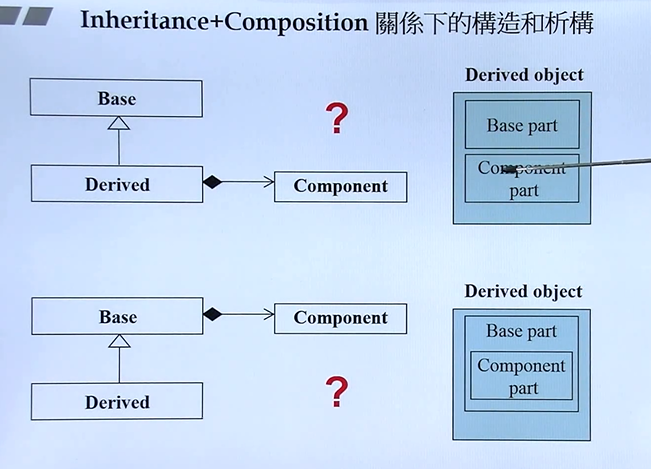 Inheritance+Composition 關係下的構造和析構
Base
?
Derived
Component
Derived object
Base part
Component
part
Base
Component
Derived
?
Derived object
Base part
Component
part